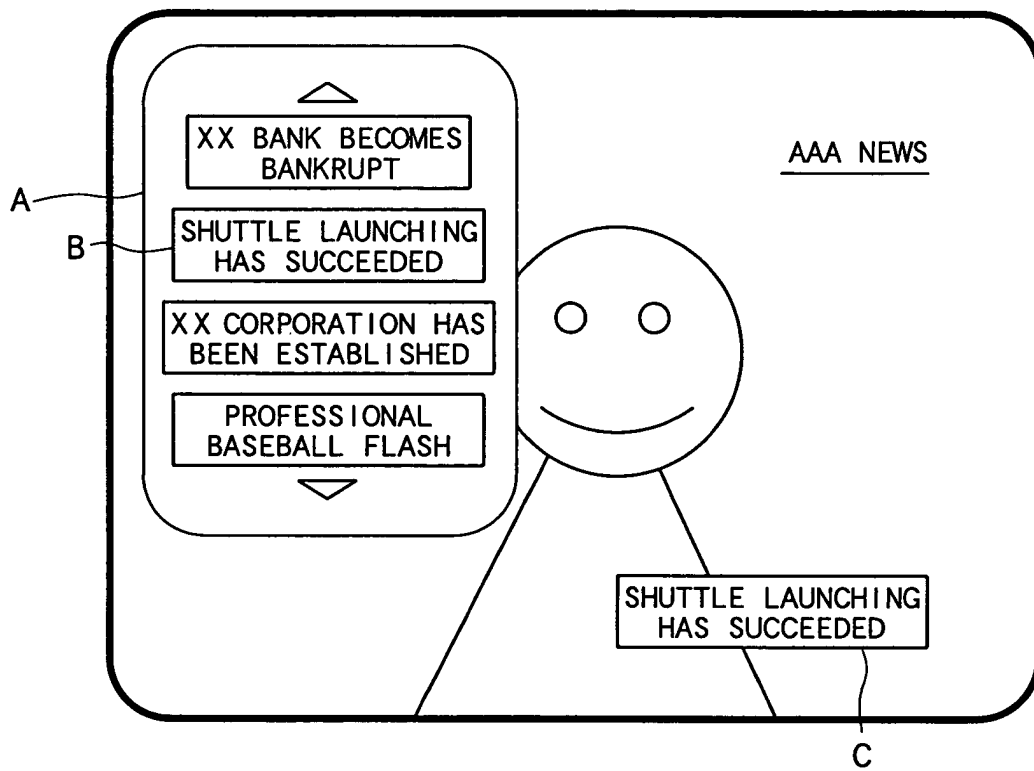 XX BANK BECOMES
BANKRUPT
AAA NEWS
A
B
SHUTTLE LAUNCHING
HAS SUCCEEDED
XX CORPORATION HAS
BEEN ESTABLISHED
PROFESSIONAL
BASEBALL FLASH
SHUTTLE LAUNCHING
HAS SUCCEEDED
C